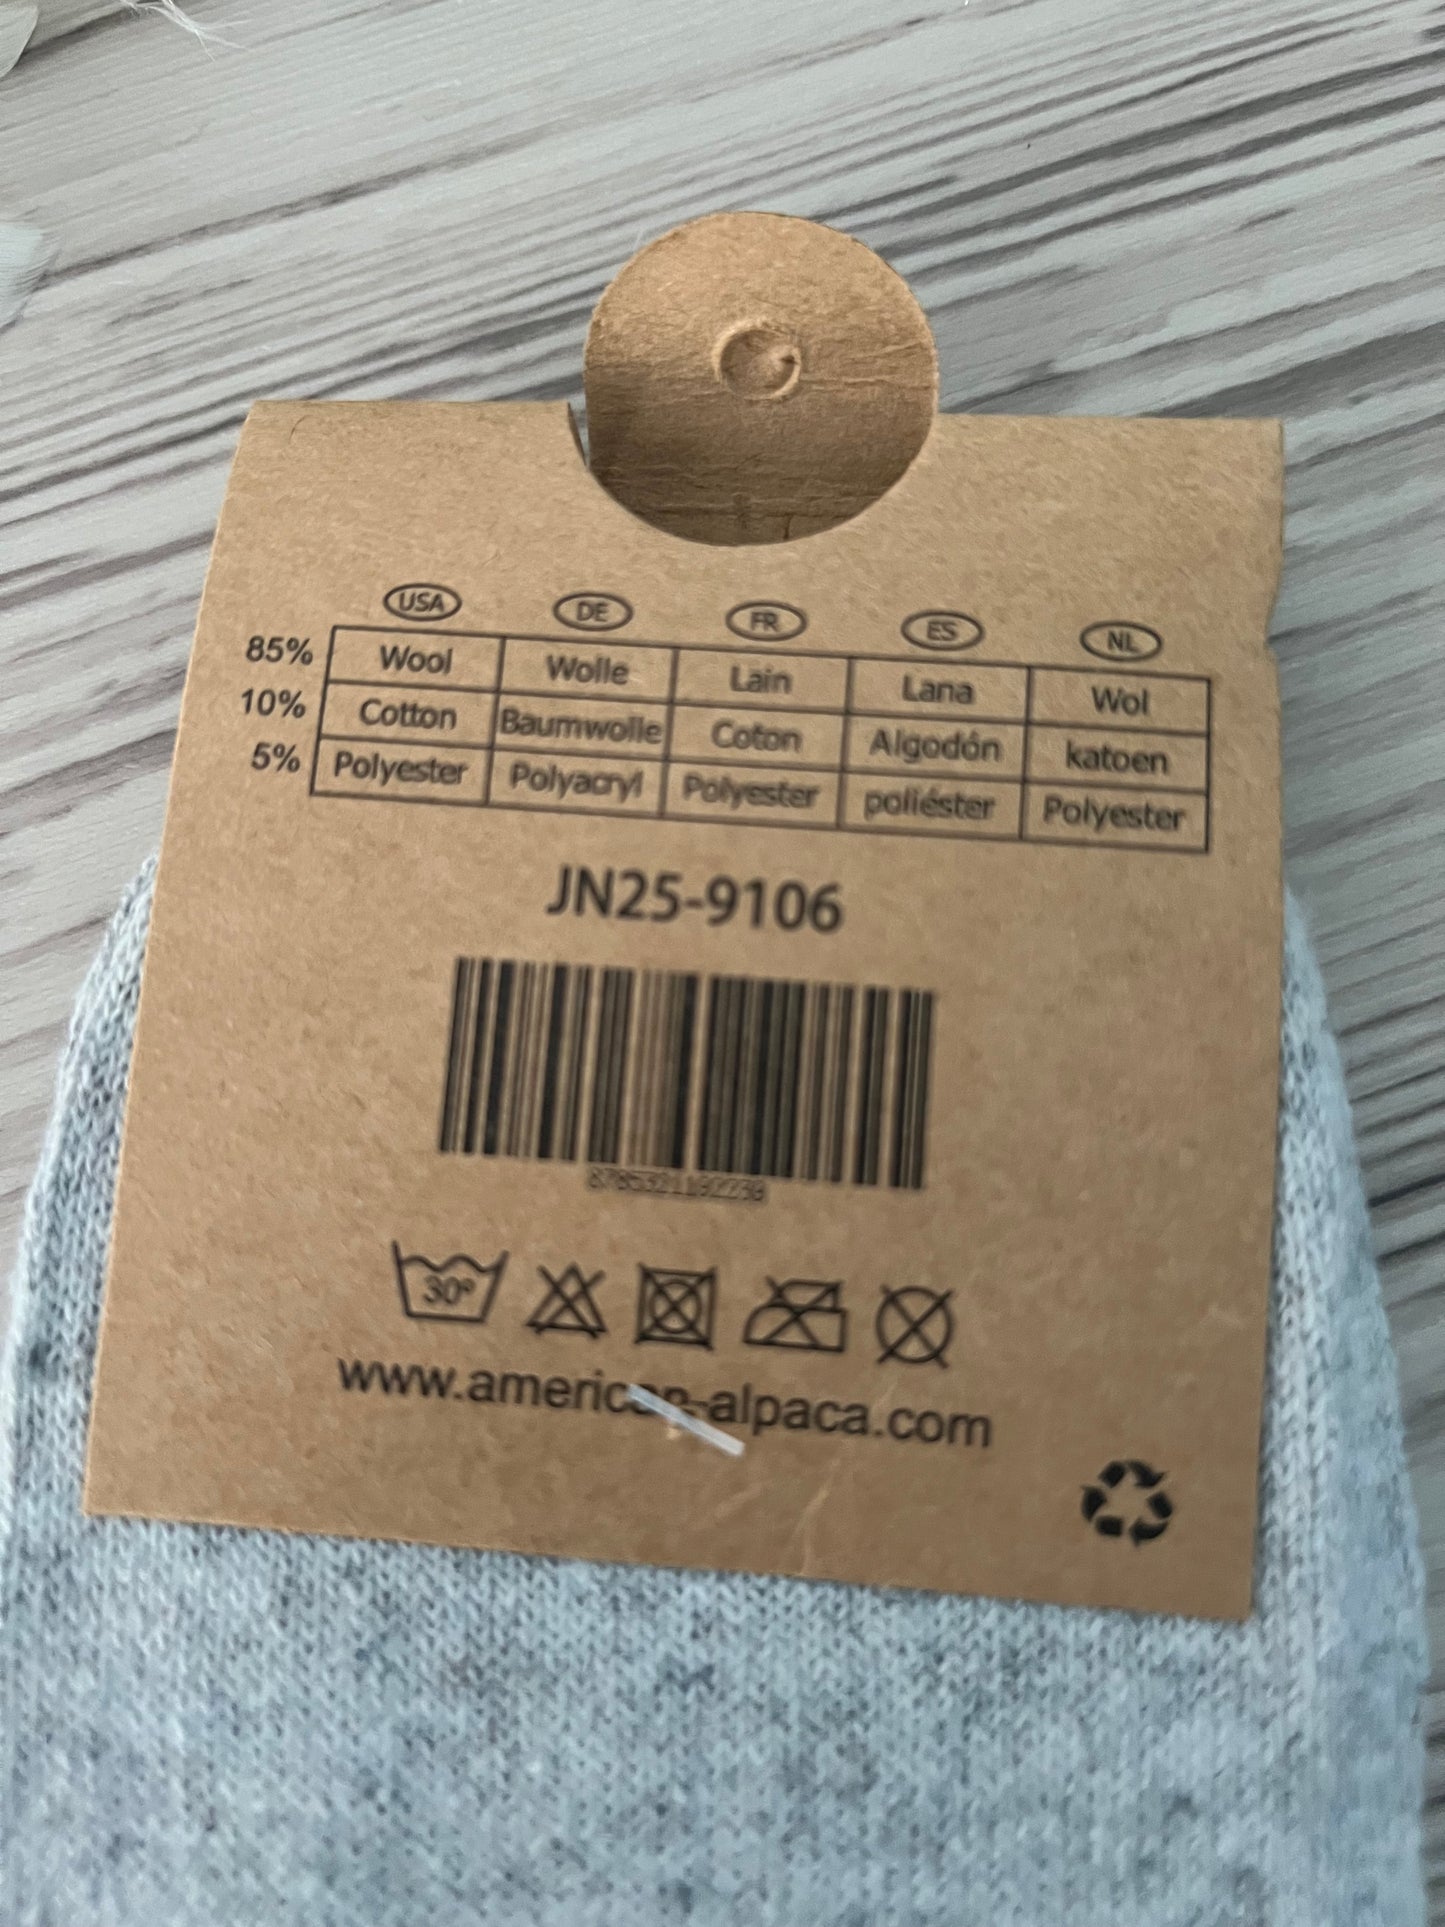 USA DE FR ES NL
85% Wool Wolle Lain Lana Wol
10% Cotton Baumwolle Coton Algodón katoen
5% Polyester Polyacryl Polyester poliéster Polyester
JN25-9106
30°
www.american-alpaca.com